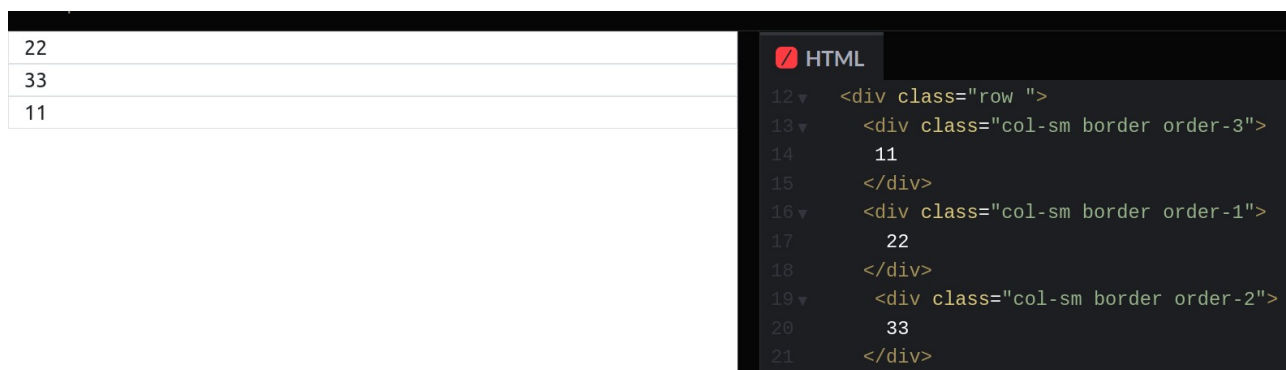 22
33
11
HTML
12 <div class="row ">
13 <div class="col-sm border order-3">
14 11
15 </div>
16 <div class="col-sm border order-1">
17 22
18 </div>
19 <div class="col-sm border order-2">
20 33
21 </div>